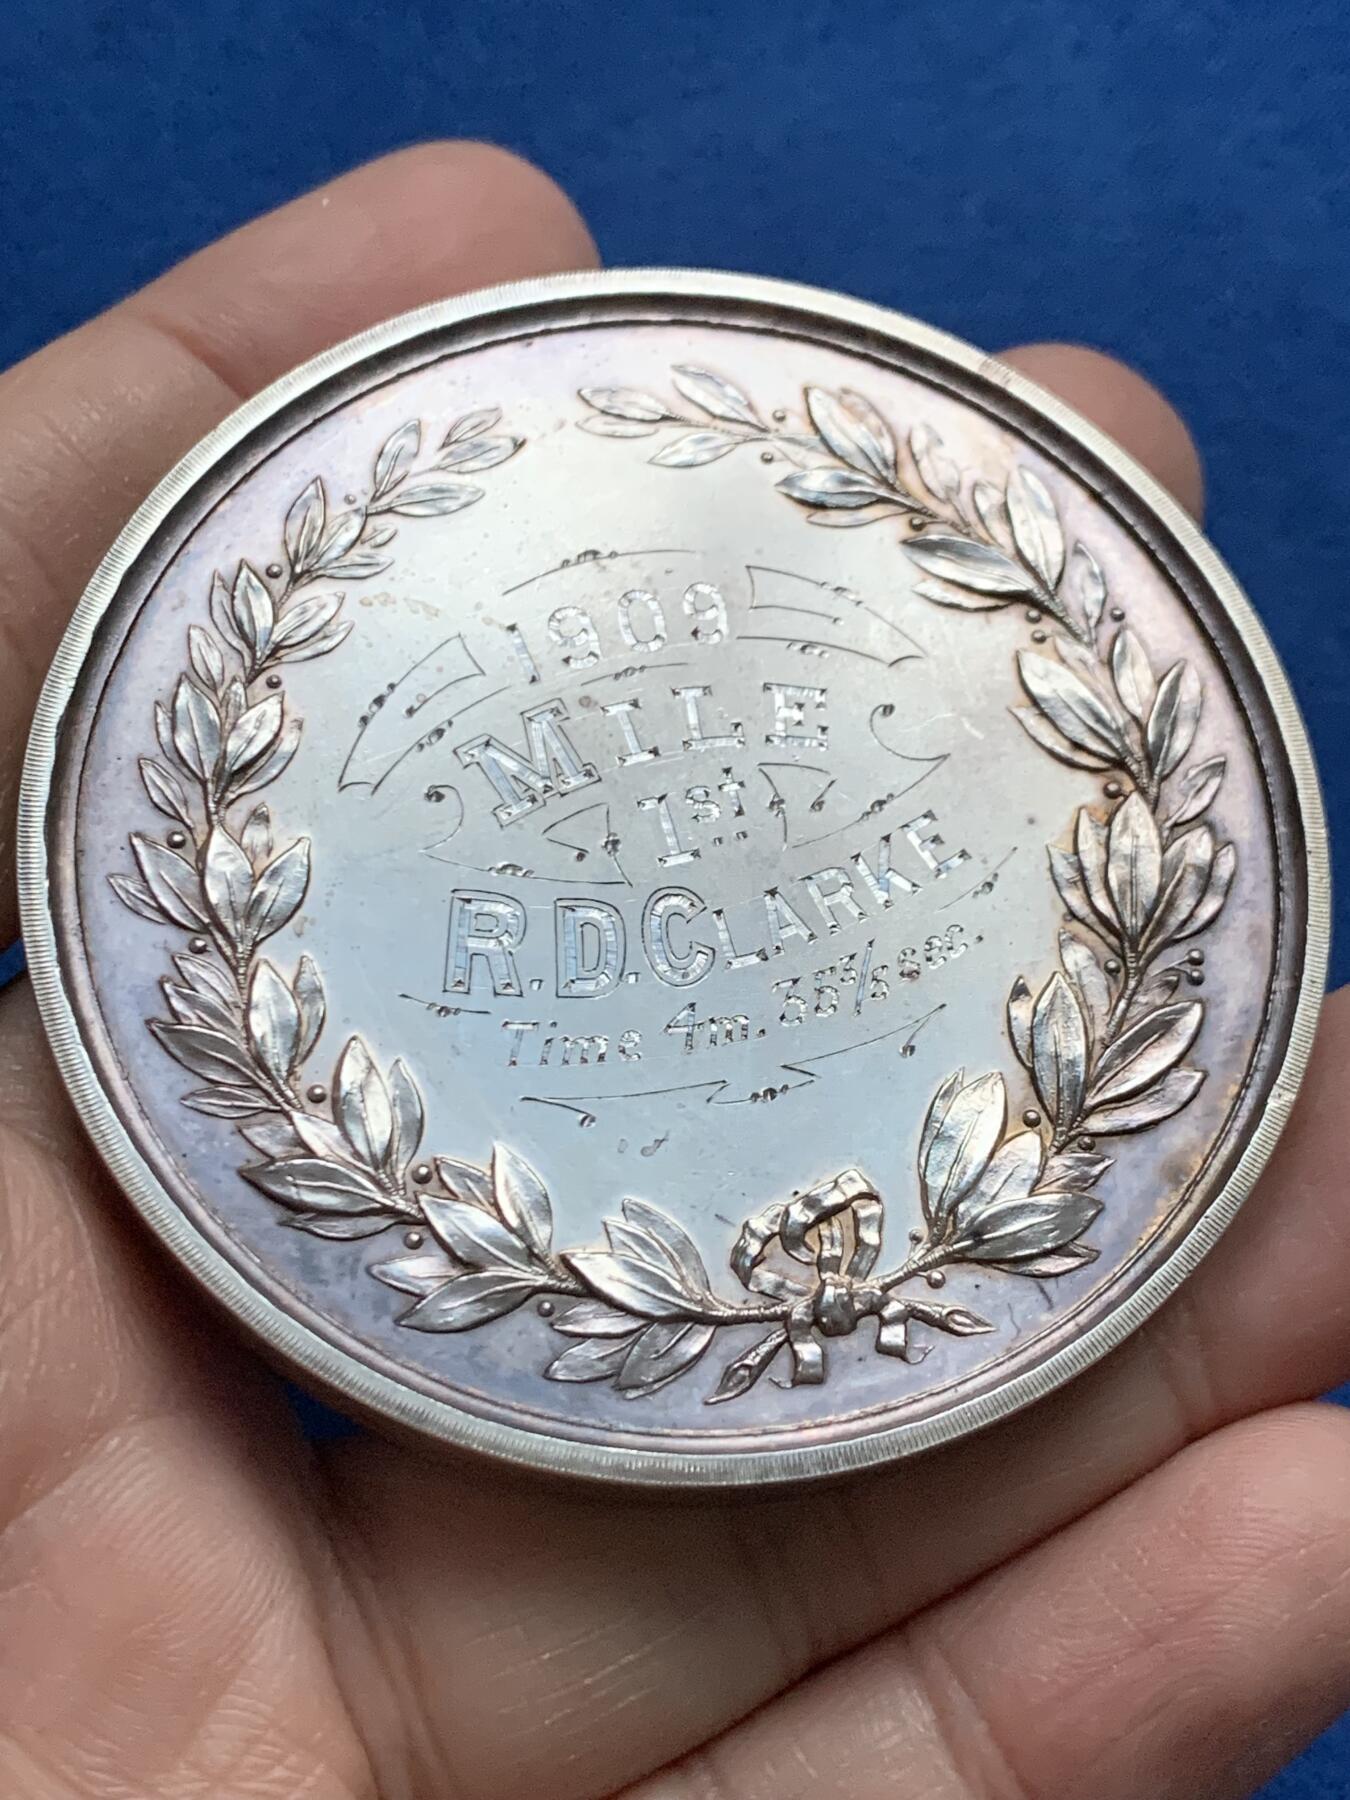 1909
MILE
1st
R.D.CLARKE
Time 4m. 35 3/5 sec.